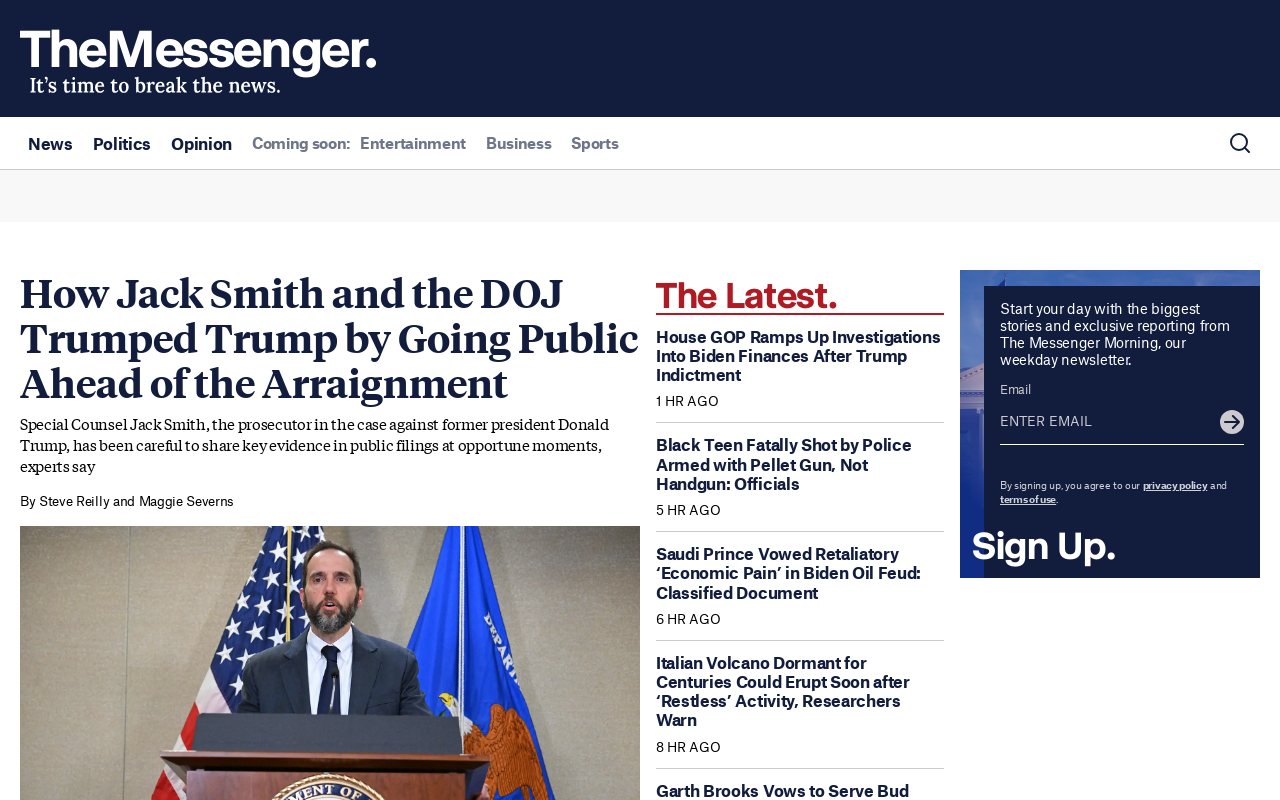 TheMessenger.
It's time to break the news.
News
Politics
Opinion
Coming soon:
Entertainment
Business
Sports
How Jack Smith and the DOJ
Trumped Trump by Going Public
Ahead of the Arraignment
Special Counsel Jack Smith, the prosecutor in the case against former president Donald
Trump, has been careful to share key evidence in public filings at opportune moments,
experts say
By Steve Reilly and Maggie Severns
DEPARTM
MENT OF
The Latest.
House GOP Ramps Up Investigations
Into Biden Finances After Trump
Indictment
1 HR AGO
Black Teen Fatally Shot by Police
Armed with Pellet Gun, Not
Handgun: Officials
5 HR AGO
Saudi Prince Vowed Retaliatory
‘Economic Pain’ in Biden Oil Feud:
Classified Document
6 HR AGO
Italian Volcano Dormant for
Centuries Could Erupt Soon after
‘Restless’ Activity, Researchers
Warn
8 HR AGO
Garth Brooks Vows to Serve Bud
Start your day with the biggest
stories and exclusive reporting from
The Messenger Morning, our
weekday newsletter.
Email
ENTER EMAIL
By signing up, you agree to our privacy policy and
terms of use.
Sign Up.